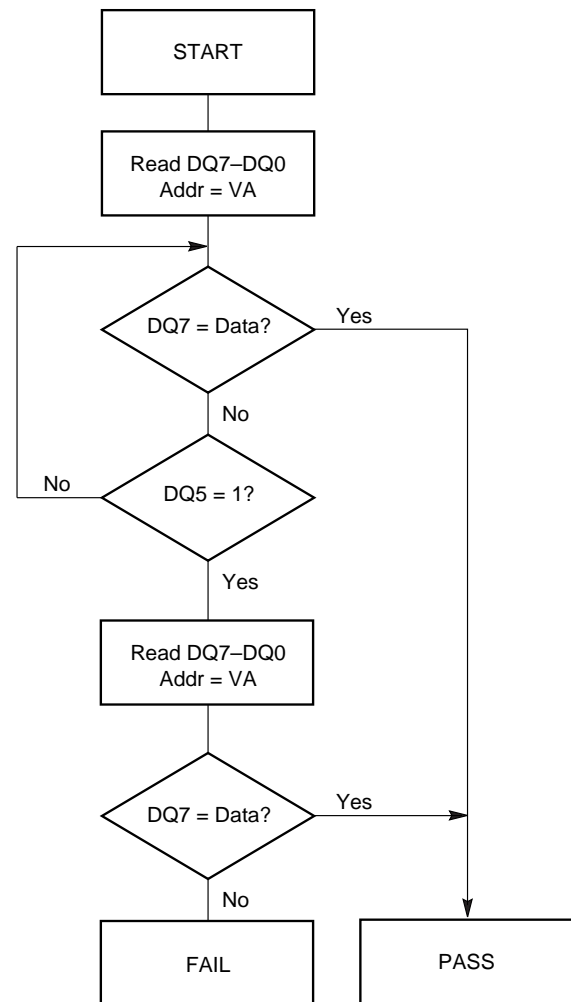 START
Read DQ7–DQ0
Addr = VA
DQ7 = Data?
Yes
No
No
DQ5 = 1?
Yes
Read DQ7–DQ0
Addr = VA
DQ7 = Data?
Yes
No
FAIL
PASS